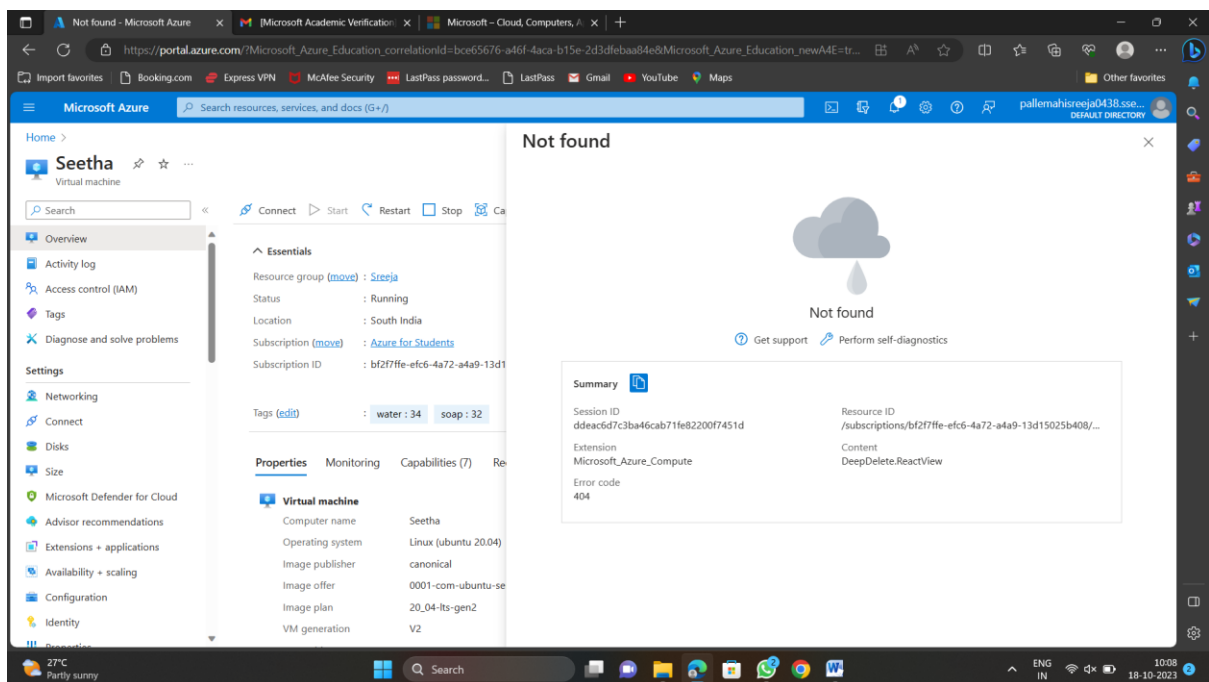 Not found - Microsoft Azure
[Microsoft Academic Verification]
Microsoft – Cloud, Computers, A
https://portal.azure.com/?Microsoft_Azure_Education_correlationId=bce65676-a46f-4aca-b15e-2d3dfebaa84e&Microsoft_Azure_Education_newA4E=tr...
Import favorites
Booking.com
Express VPN
McAfee Security
LastPass password...
LastPass
Gmail
YouTube
Maps
Other favorites
Microsoft Azure
Search resources, services, and docs (G+/)
1
pallemahisreeja0438.sse...
DEFAULT DIRECTORY
Home >
Seetha
Virtual machine
Search
Overview
Activity log
Access control (IAM)
Tags
Diagnose and solve problems
Settings
Networking
Connect
Disks
Size
Microsoft Defender for Cloud
Advisor recommendations
Extensions + applications
Availability + scaling
Configuration
Identity
Connect
Start
Restart
Stop
Ca
Essentials
Resource group (move) : Sreeja
Status : Running
Location : South India
Subscription (move) : Azure for Students
Subscription ID : bf2f7ffe-efc6-4a72-a4a9-13d1
Tags (edit) : water : 34 soap : 32
Properties Monitoring Capabilities (7) Re
Virtual machine
Computer name Seetha
Operating system Linux (ubuntu 20.04)
Image publisher canonical
Image offer 0001-com-ubuntu-se
Image plan 20_04-lts-gen2
VM generation V2
Not found
Not found
Get support
Perform self-diagnostics
Summary
Session ID
ddeac6d7c3ba46cab71fe82200f7451d
Resource ID
/subscriptions/bf2f7ffe-efc6-4a72-a4a9-13d15025b408/...
Extension
Microsoft_Azure_Compute
Content
DeepDelete.ReactView
Error code
404
27°C
Partly sunny
Search
ENG
IN
10:08
18-10-2023
2